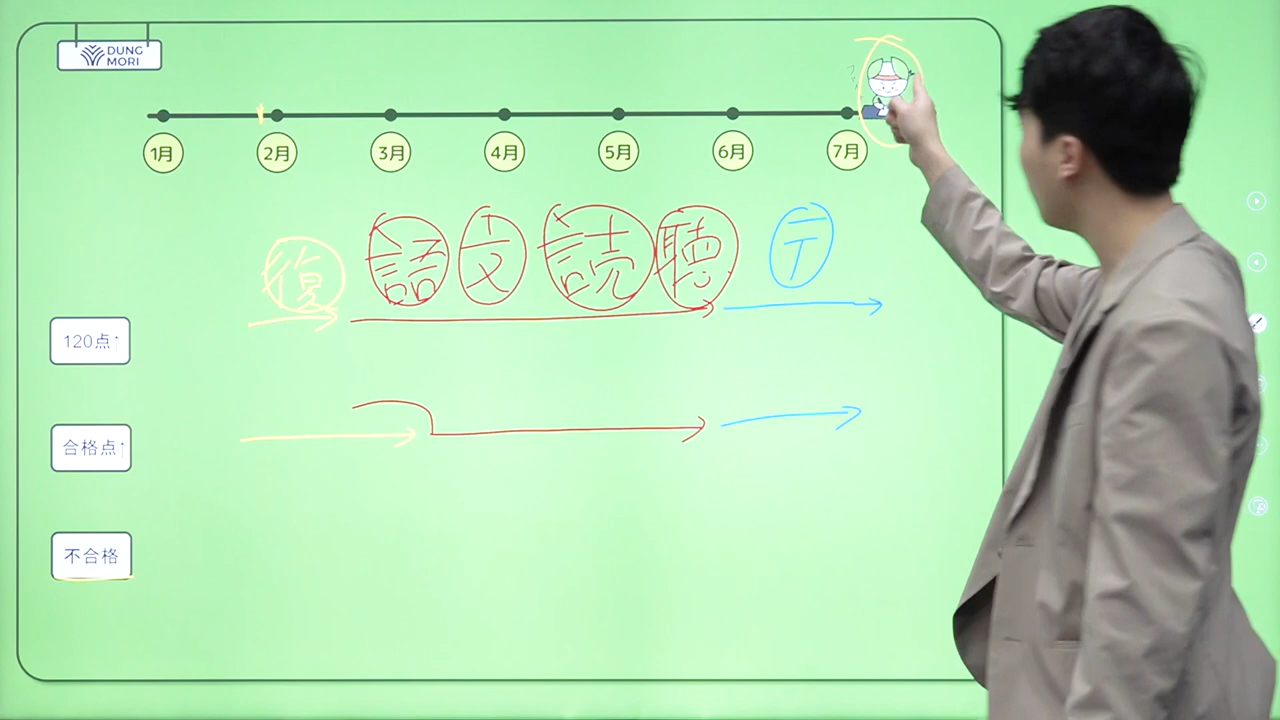 DUNG
MORI
1月 2月 3月 4月 5月 6月 7月
復 語 文 読 聴 テ
120点↑
合格点↑
不合格